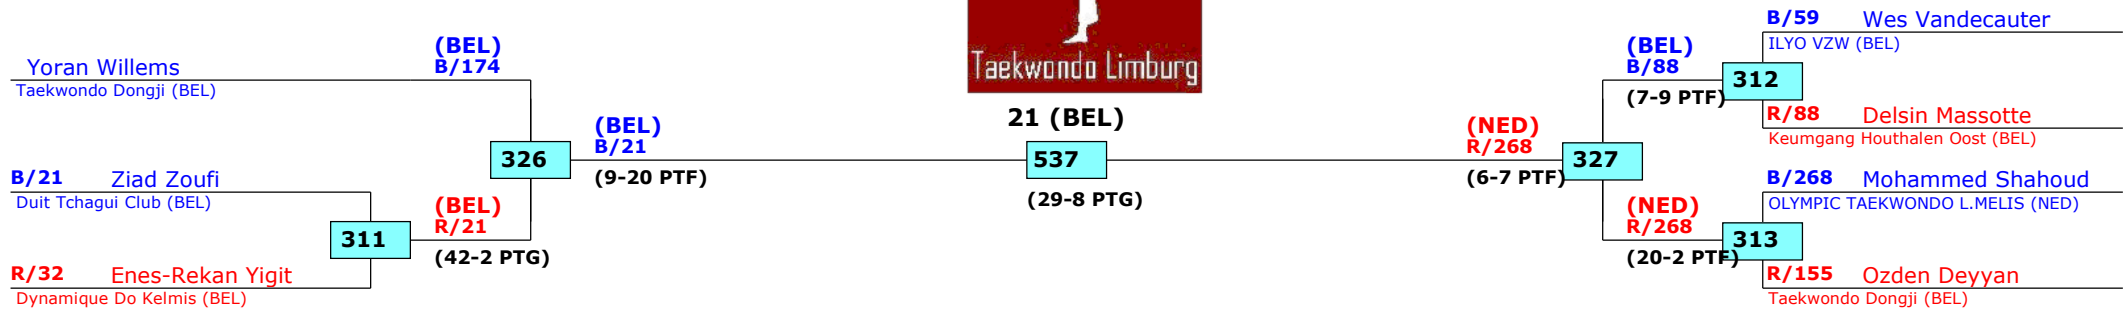 Yoran Willems
Taekwondo Dongji (BEL)
(BEL)
B/174
B/21 Ziad Zoufi
Duit Tchagui Club (BEL)
311
R/32 Enes-Rekan Yigit
Dynamique Do Kelmis (BEL)
(BEL)
R/21
(42-2 PTG)
326
(BEL)
B/21
(9-20 PTF)
Taekwondo Limburg
21 (BEL)
537
(29-8 PTG)
(NED)
R/268
(6-7 PTF)
327
(BEL)
B/88
(7-9 PTF)
312
B/59 Wes Vandecauter
ILYO VZW (BEL)
R/88 Delsin Massotte
Keumgang Houthalen Oost (BEL)
(NED)
R/268
(20-2 PTF)
313
B/268 Mohammed Shahoud
OLYMPIC TAEKWONDO L.MELIS (NED)
R/155 Ozden Deyyan
Taekwondo Dongji (BEL)